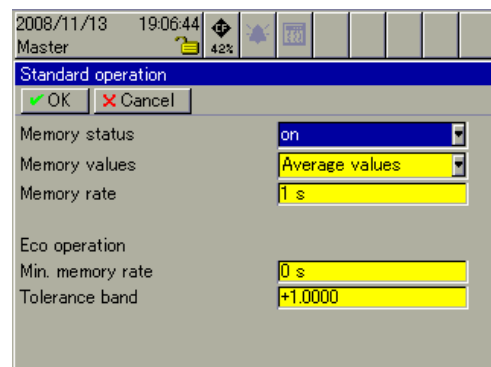 2008/11/13 19:06:44
Master
CF
42%
Standard operation
OK Cancel
Memory status on
Memory values Average values
Memory rate 1 s
Eco operation
Min. memory rate 0 s
Tolerance band +1.0000